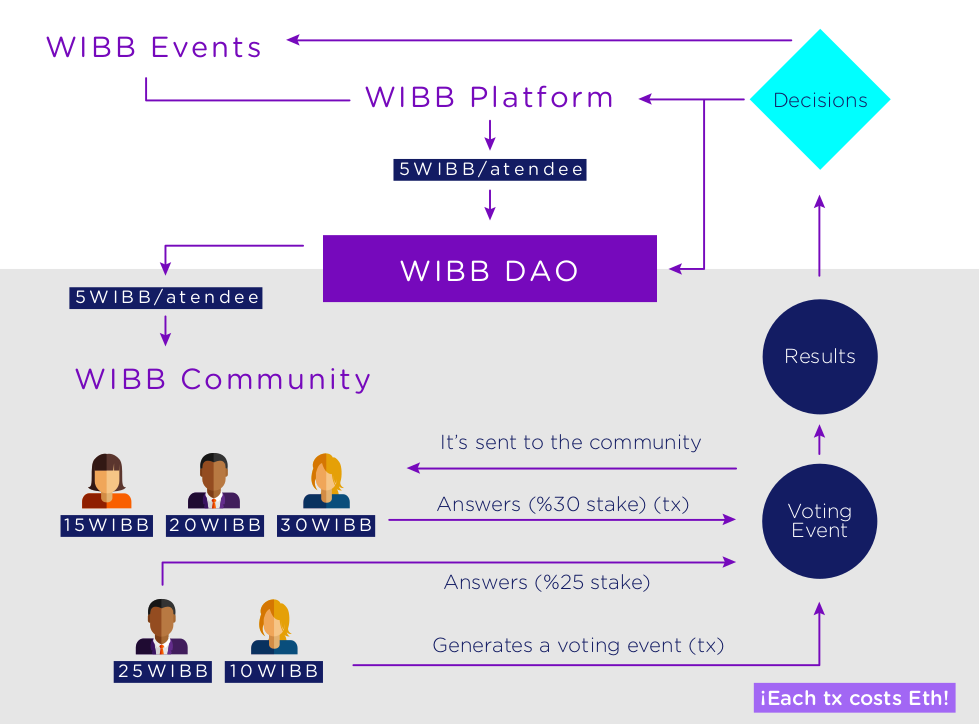 WIBB Events
WIBB Platform
Decisions
5WIBB/atendee
WIBB DAO
5WIBB/atendee
WIBB Community
Results
It's sent to the community
Answers (%30 stake) (tx)
15WIBB
20WIBB
30WIBB
Voting
Event
Answers (%25 stake)
Generates a voting event (tx)
25WIBB
10WIBB
¡Each tx costs Eth!